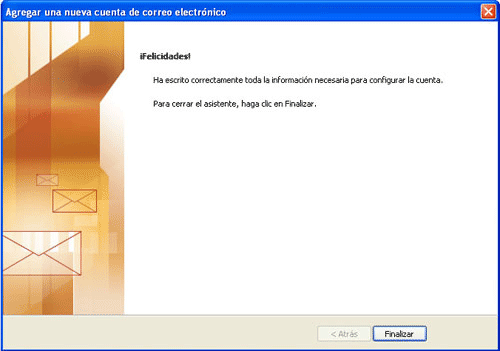 Agregar una nueva cuenta de correo electrónico
¡Felicidades!
Ha escrito correctamente toda la información necesaria para configurar la cuenta.
Para cerrar el asistente, haga clic en Finalizar.
< Atrás
Finalizar